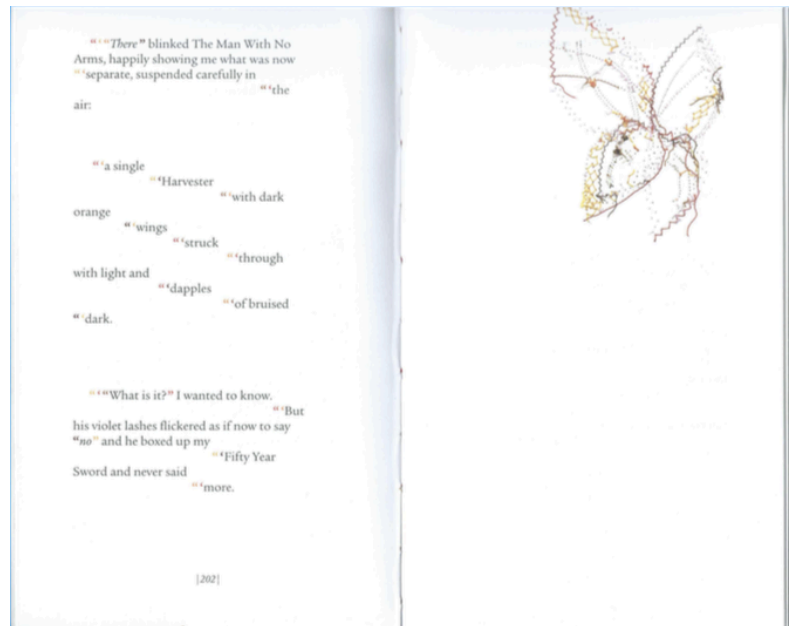 “‘“There” blinked The Man With No
Arms, happily showing me what was now
“‘separate, suspended carefully in
“‘the
air:
“‘a single
“‘Harvester
“‘with dark
orange
“‘wings
“‘struck
“‘through
with light and
“‘dapples
“‘of bruised
“‘dark.
“‘“What is it?” I wanted to know.
“‘But
his violet lashes flickered as if now to say
“no” and he boxed up my
“‘Fifty Year
Sword and never said
“‘more.
|202|